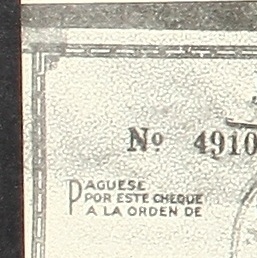 Nº 4910
PAGUESE
POR ESTE CHEQUE
A LA ORDEN DE